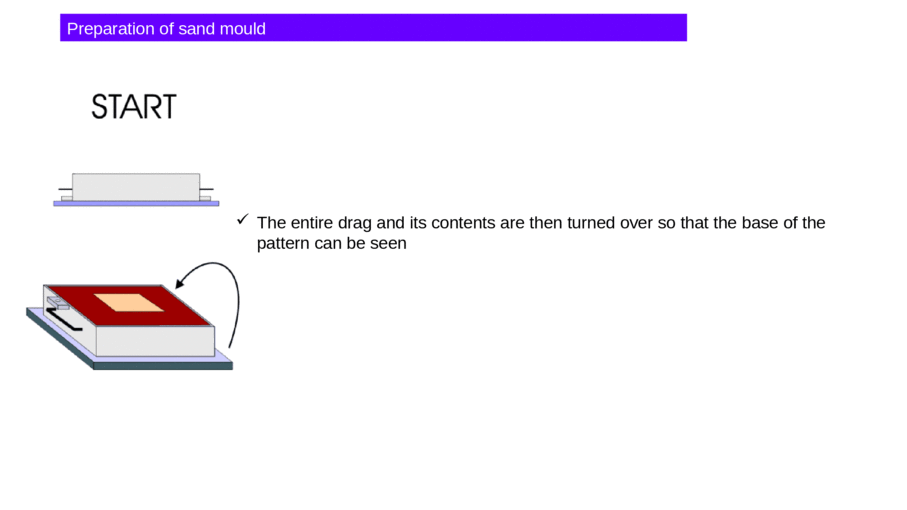 Preparation of sand mould
START
✓ The entire drag and its contents are then turned over so that the base of the
pattern can be seen